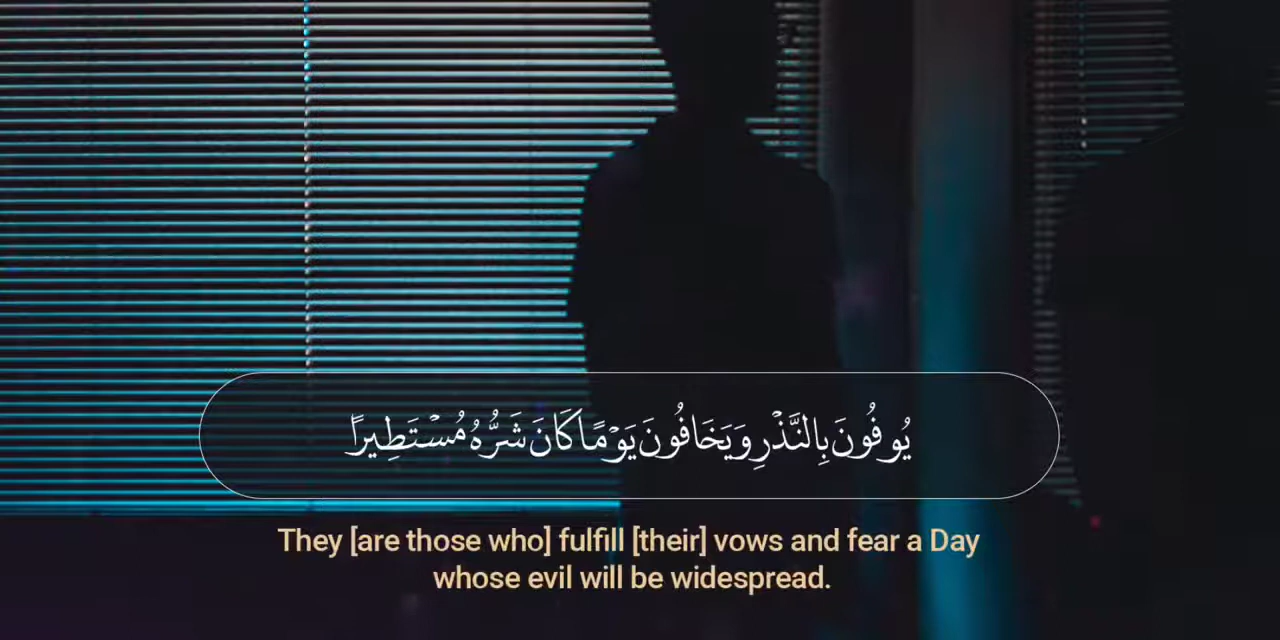 يُوفُونَ بِالنَّذْرِ وَيَخَافُونَ يَوْمًا كَانَ شَرُّهُ مُسْتَطِيرًا
They [are those who] fulfill [their] vows and fear a Day
whose evil will be widespread.